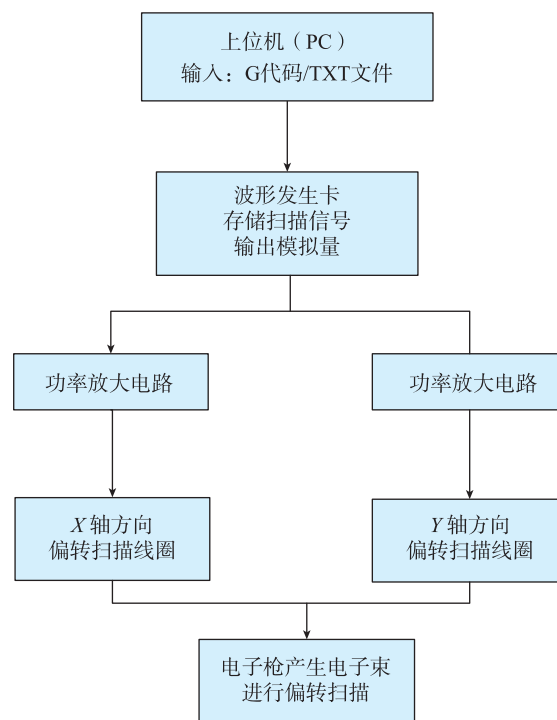 上位机（PC）
输入：G代码/TXT文件
波形发生卡
存储扫描信号
输出模拟量
功率放大电路
功率放大电路
X轴方向
偏转扫描线圈
Y轴方向
偏转扫描线圈
电子枪产生电子束
进行偏转扫描